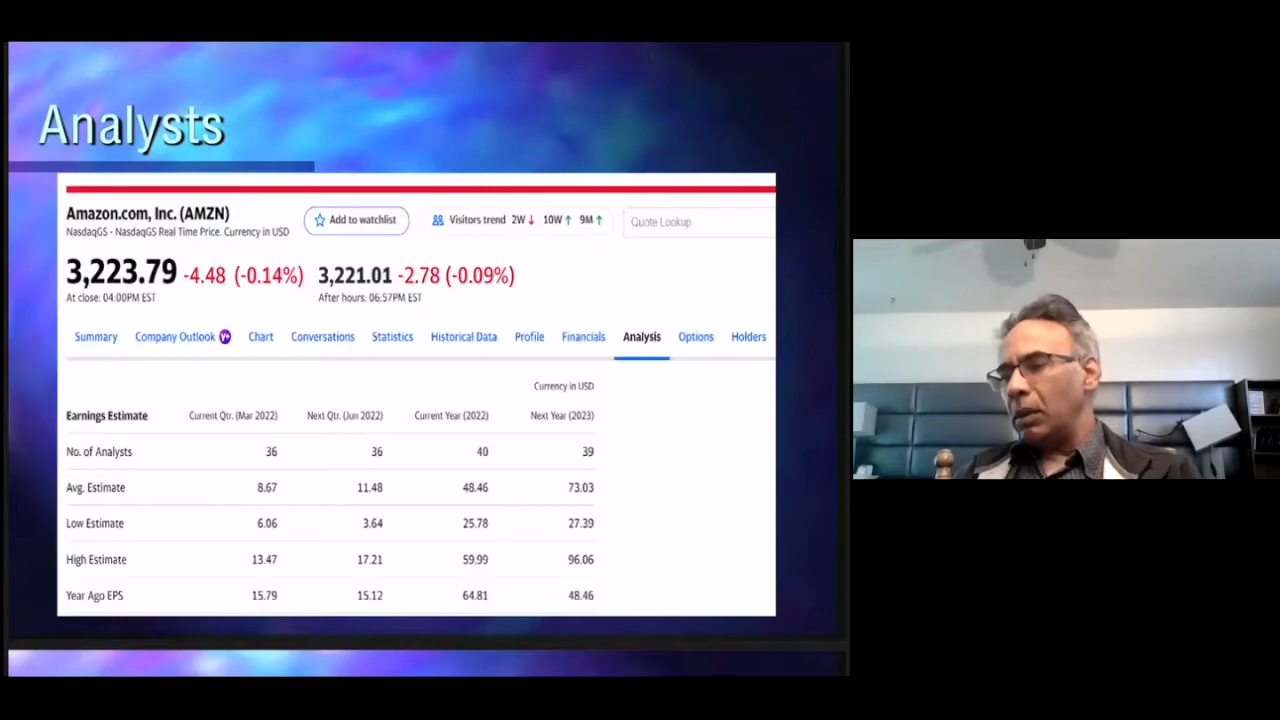 Analysts
Amazon.com, Inc. (AMZN)
NasdaqGS - NasdaqGS Real Time Price. Currency in USD
Add to watchlist
Visitors trend 2W 10W 9M
Quote Lookup
3,223.79 -4.48 (-0.14%) 3,221.01 -2.78 (-0.09%)
At close: 04:00PM EST After hours: 06:57PM EST
Summary Company Outlook Y+ Chart Conversations Statistics Historical Data Profile Financials Analysis Options Holders
Currency in USD
Earnings Estimate Current Qtr. (Mar 2022) Next Qtr. (Jun 2022) Current Year (2022) Next Year (2023)
No. of Analysts 36 36 40 39
Avg. Estimate 8.67 11.48 48.46 73.03
Low Estimate 6.06 3.64 25.78 27.39
High Estimate 13.47 17.21 59.99 96.06
Year Ago EPS 15.79 15.12 64.81 48.46